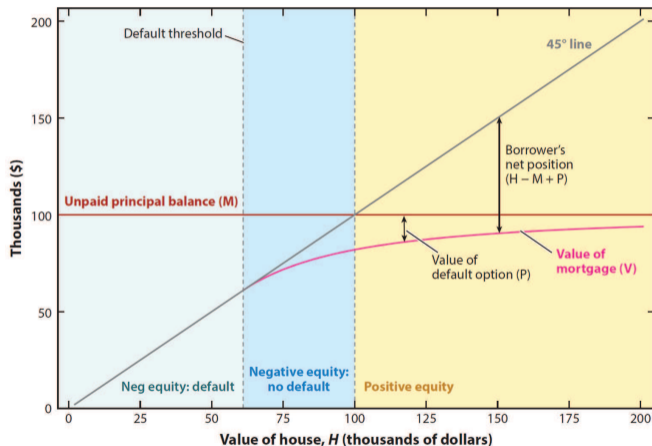 200
Default threshold
45° line
150
Borrower's
net position
(H – M + P)
Unpaid principal balance (M)
100
Thousands ($)
Value of
default option (P)
Value of
mortgage (V)
50
Neg equity: default
Negative equity:
no default
Positive equity
0
0 25 50 75 100 125 150 175 200
Value of house, H (thousands of dollars)